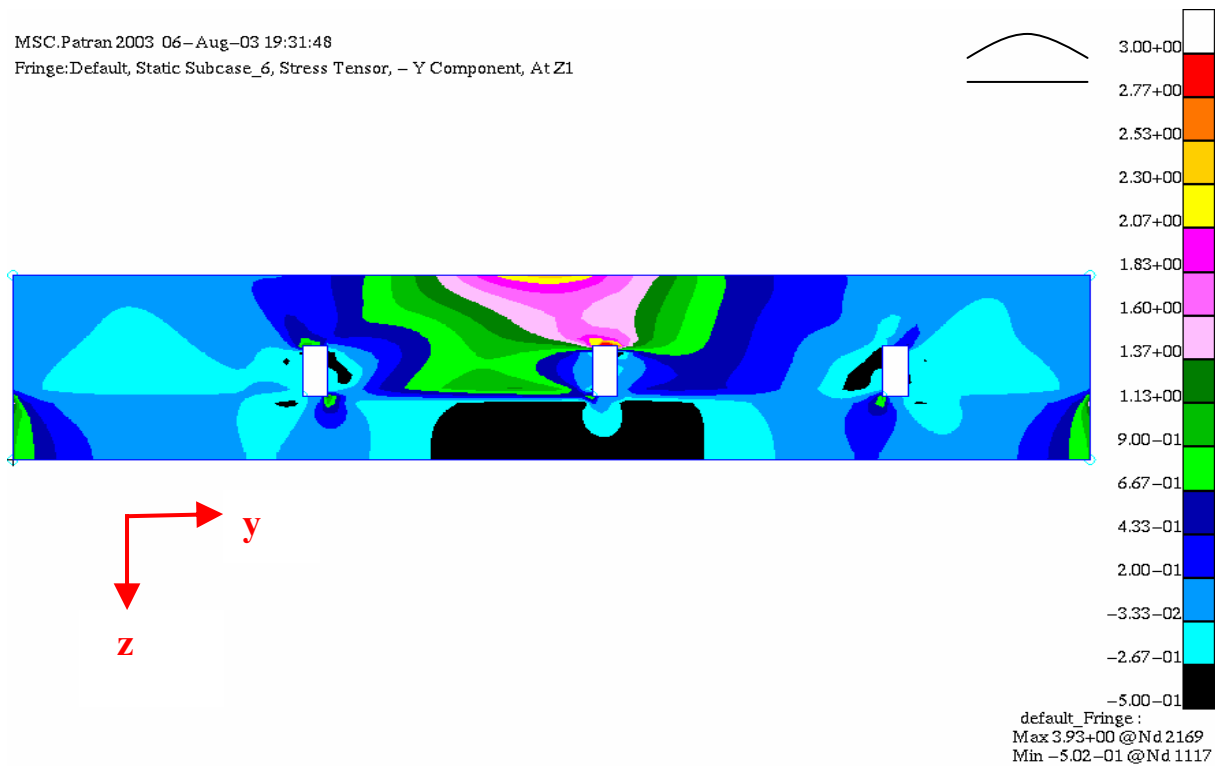 MSC.Patran 2003 06-Aug-03 19:31:48
Fringe:Default, Static Subcase_6, Stress Tensor, - Y Component, At Z1
3.00+00
2.77+00
2.53+00
2.30+00
2.07+00
1.83+00
1.60+00
1.37+00
1.13+00
9.00-01
6.67-01
4.33-01
2.00-01
-3.33-02
-2.67-01
-5.00-01
y
z
default_Fringe :
Max 3.93+00 @Nd 2169
Min -5.02-01 @Nd 1117